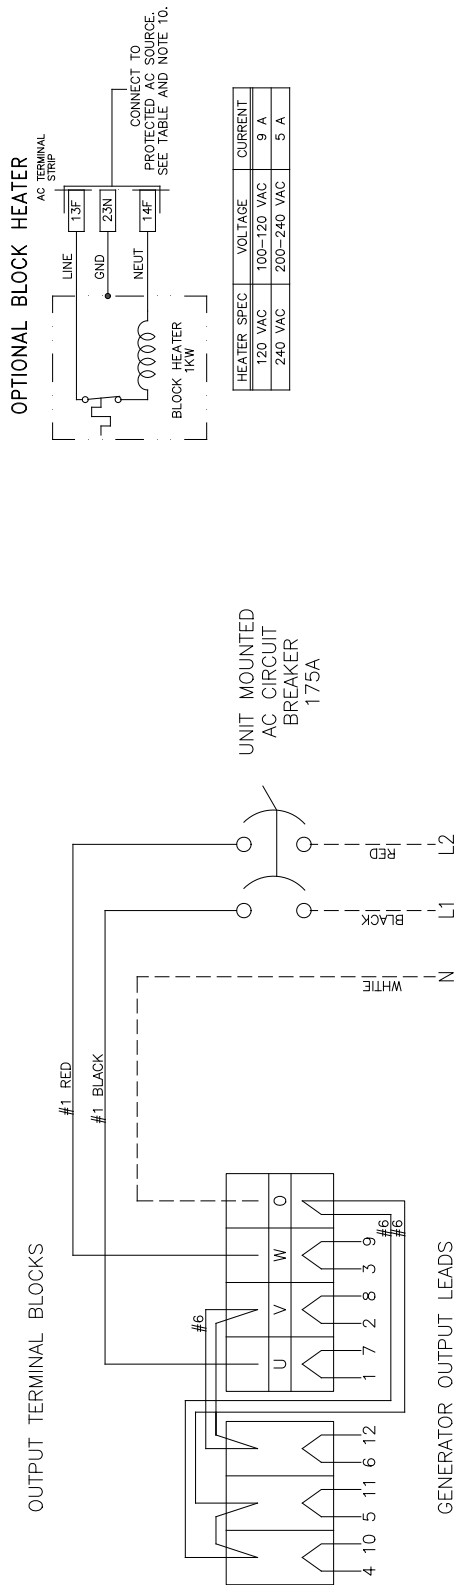 OPTIONAL BLOCK HEATER
AC TERMINAL
STRIP
LINE
13F
GND
23N
NEUT
14F
BLOCK HEATER
1KW
CONNECT TO
PROTECTED AC SOURCE.
SEE TABLE AND NOTE 10.
HEATER SPEC VOLTAGE CURRENT
120 VAC 100-120 VAC 9 A
240 VAC 200-240 VAC 5 A
OUTPUT TERMINAL BLOCKS
#1 RED
#1 BLACK
#6
U V W O
4 10 5 11 6 12 1 7 2 8 3 9
#6
#6
GENERATOR OUTPUT LEADS
UNIT MOUNTED
AC CIRCUIT
BREAKER
175A
WHTIE
BLACK
RED
N L1 L2